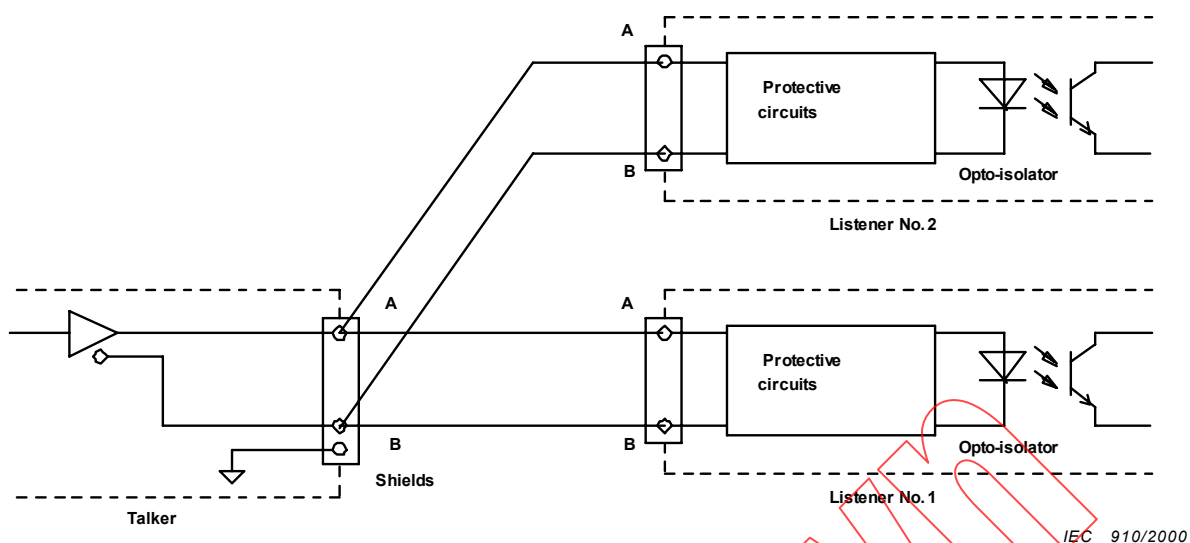 A
Protective
circuits
B
Opto-isolator
Listener No. 2
A
A
Protective
circuits
B
B
Opto-isolator
Shields
Listener No. 1
Talker
IEC 910/2000